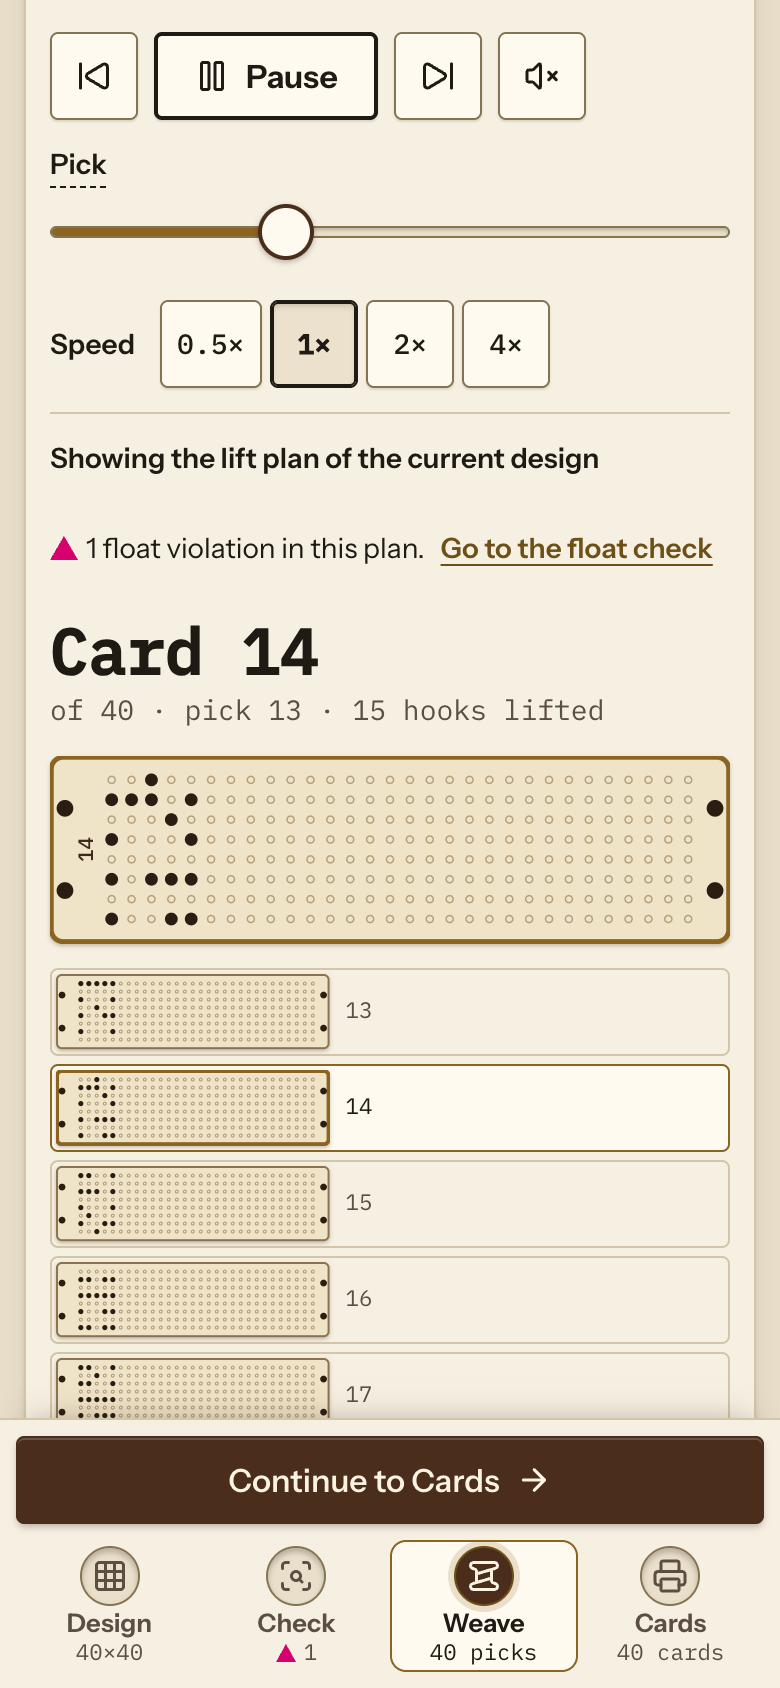 Pause
Pick
Speed 0.5× 1× 2× 4×
Showing the lift plan of the current design
1 float violation in this plan. Go to the float check
Card 14
of 40 · pick 13 · 15 hooks lifted
14
13
14
15
16
17
Continue to Cards
Design Check Weave Cards
40×40 1 40 picks 40 cards